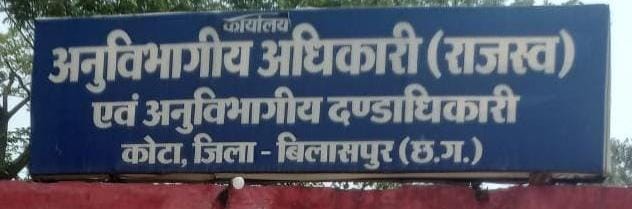 कार्यालय
अनुविभागीय अधिकारी (राजस्व)
एवं अनुविभागीय दण्डाधिकारी
कोटा, जिला - बिलासपुर (छ.ग.)